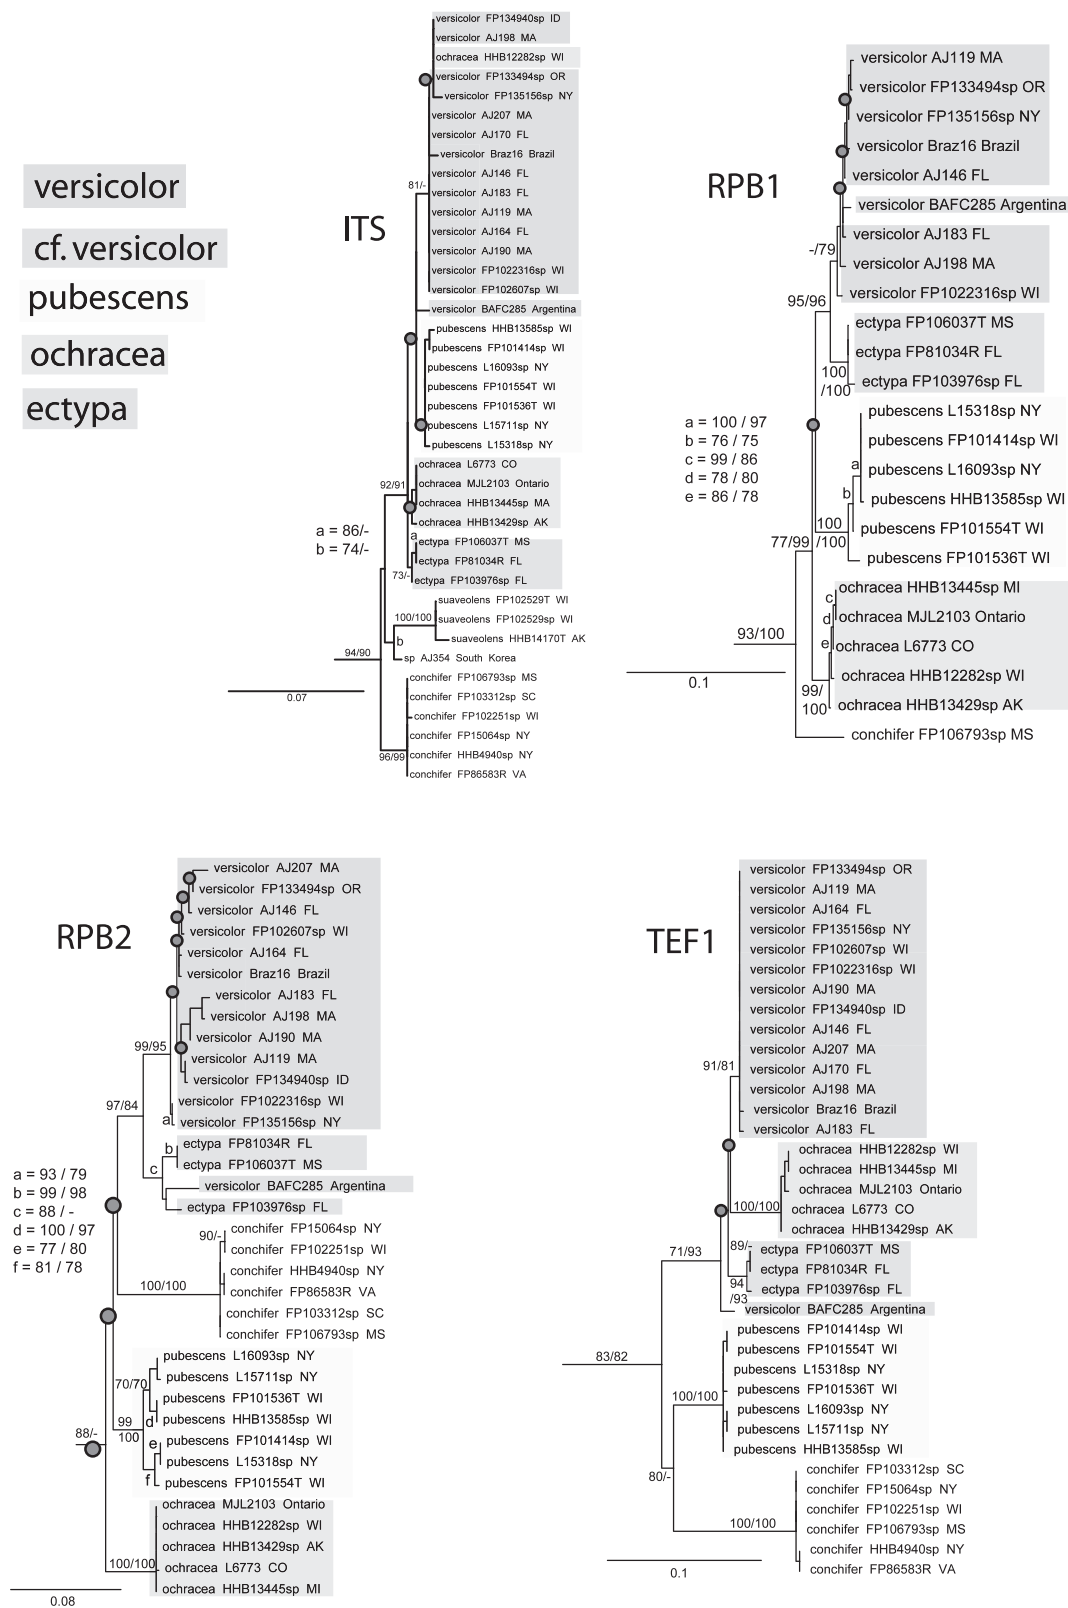 versicolor
cf. versicolor
pubescens
ochracea
ectypa
ITS
versicolor FP134940sp ID
versicolor AJ198 MA
ochracea HHB12282sp WI
versicolor FP133494sp OR
versicolor FP135156sp NY
versicolor AJ207 MA
versicolor AJ170 FL
versicolor Braz16 Brazil
versicolor AJ146 FL
81/-
versicolor AJ183 FL
versicolor AJ119 MA
versicolor AJ164 FL
versicolor AJ190 MA
versicolor FP1022316sp WI
versicolor FP102607sp WI
versicolor BAFC285 Argentina
pubescens HHB13585sp WI
pubescens FP101414sp WI
pubescens L16093sp NY
pubescens FP101554T WI
pubescens FP101536T WI
pubescens L15711sp NY
pubescens L15318sp NY
ochracea L6773 CO
92/91
ochracea MJL2103 Ontario
ochracea HHB13445sp MA
ochracea HHB13429sp AK
a = 86/-
b = 74/-
a
ectypa FP106037T MS
ectypa FP81034R FL
73/-
ectypa FP103976sp FL
suaveolens FP102529T WI
100/100
suaveolens FP102529sp WI
b
suaveolens HHB14170T AK
94/90
sp AJ354 South Korea
conchifer FP106793sp MS
0.07
conchifer FP103312sp SC
conchifer FP102251sp WI
conchifer FP15064sp NY
96/99
conchifer HHB4940sp NY
conchifer FP86583R VA
RPB1
versicolor AJ119 MA
versicolor FP133494sp OR
versicolor FP135156sp NY
versicolor Braz16 Brazil
versicolor AJ146 FL
versicolor BAFC285 Argentina
versicolor AJ183 FL
-/79
versicolor AJ198 MA
versicolor FP1022316sp WI
95/96
ectypa FP106037T MS
ectypa FP81034R FL
100
/100
ectypa FP103976sp FL
pubescens L15318sp NY
a = 100 / 97
b = 76 / 75
c = 99 / 86
d = 78 / 80
e = 86 / 78
pubescens FP101414sp WI
a
pubescens L16093sp NY
b
pubescens HHB13585sp WI
100
/100
pubescens FP101554T WI
77/99
pubescens FP101536T WI
ochracea HHB13445sp MI
c
d
ochracea MJL2103 Ontario
93/100
e
ochracea L6773 CO
ochracea HHB12282sp WI
0.1
99/
100
ochracea HHB13429sp AK
conchifer FP106793sp MS
RPB2
versicolor AJ207 MA
versicolor FP133494sp OR
versicolor AJ146 FL
versicolor FP102607sp WI
versicolor AJ164 FL
versicolor Braz16 Brazil
versicolor AJ183 FL
versicolor AJ198 MA
versicolor AJ190 MA
99/95
versicolor AJ119 MA
versicolor FP134940sp ID
97/84
versicolor FP1022316sp WI
a
versicolor FP135156sp NY
b
ectypa FP81034R FL
ectypa FP106037T MS
c
a = 93 / 79
b = 99 / 98
c = 88 / -
d = 100 / 97
e = 77 / 80
f = 81 / 78
versicolor BAFC285 Argentina
ectypa FP103976sp FL
conchifer FP15064sp NY
90/-
conchifer FP102251sp WI
conchifer HHB4940sp NY
100/100
conchifer FP86583R VA
conchifer FP103312sp SC
conchifer FP106793sp MS
pubescens L16093sp NY
pubescens L15711sp NY
70/70
pubescens FP101536T WI
d
pubescens HHB13585sp WI
99
100
88/-
e
pubescens FP101414sp WI
pubescens L15318sp NY
f
pubescens FP101554T WI
ochracea MJL2103 Ontario
ochracea HHB12282sp WI
ochracea HHB13429sp AK
100/100
ochracea L6773 CO
ochracea HHB13445sp MI
0.08
TEF1
versicolor FP133494sp OR
versicolor AJ119 MA
versicolor AJ164 FL
versicolor FP135156sp NY
versicolor FP102607sp WI
versicolor FP1022316sp WI
versicolor AJ190 MA
versicolor FP134940sp ID
versicolor AJ146 FL
versicolor AJ207 MA
91/81
versicolor AJ170 FL
versicolor AJ198 MA
versicolor Braz16 Brazil
versicolor AJ183 FL
ochracea HHB12282sp WI
ochracea HHB13445sp MI
ochracea MJL2103 Ontario
100/100
ochracea L6773 CO
ochracea HHB13429sp AK
89/-
ectypa FP106037T MS
71/93
ectypa FP81034R FL
94
/93
ectypa FP103976sp FL
versicolor BAFC285 Argentina
pubescens FP101414sp WI
pubescens FP101554T WI
83/82
pubescens L15318sp NY
pubescens FP101536T WI
100/100
pubescens L16093sp NY
pubescens L15711sp NY
pubescens HHB13585sp WI
conchifer FP103312sp SC
80/-
conchifer FP15064sp NY
conchifer FP102251sp WI
100/100
conchifer FP106793sp MS
conchifer HHB4940sp NY
0.1
conchifer FP86583R VA